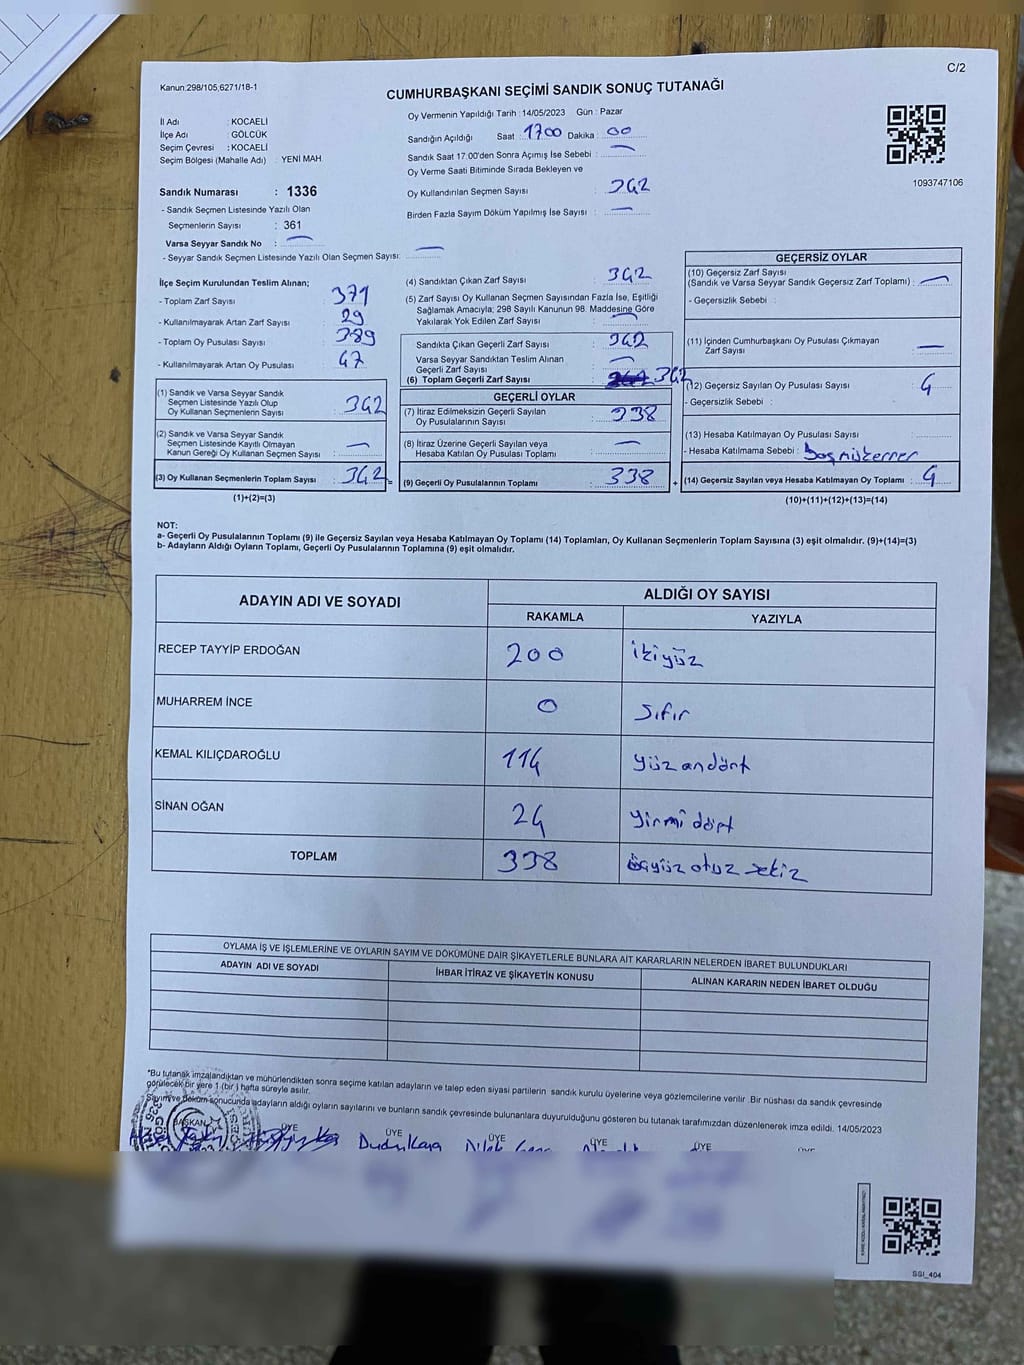 C/2
Kanun:298/105,6271/18-1
CUMHURBAŞKANI SEÇİMİ SANDIK SONUÇ TUTANAĞI
İl Adı : KOCAELİ
İlçe Adı : GÖLCÜK
Seçim Çevresi : KOCAELİ
Seçim Bölgesi (Mahalle Adı) : YENİ MAH
Sandık Numarası : 1336
- Sandık Seçmen Listesinde Yazılı Olan
Seçmenlerin Sayısı : 361
Varsa Seyyar Sandık No : —
- Seyyar Sandık Seçmen Listesinde Yazılı Olan Seçmen Sayısı: —
Oy Vermenin Yapıldığı Tarih :14/05/2023 Gün : Pazar
Sandığın Açıldığı Saat : 1700 Dakika : 00
Sandık Saat 17:00'den Sonra Açımış İse Sebebi : —
Oy Verme Saati Bitiminde Sırada Bekleyen ve
Oy Kullandırılan Seçmen Sayısı : 342
Birden Fazla Sayım Döküm Yapılmış İse Sayısı : —
1093747106
İlçe Seçim Kurulundan Teslim Alınan;
- Toplam Zarf Sayısı : 371
- Kullanılmayarak Artan Zarf Sayısı : 29
- Toplam Oy Pusulası Sayısı : 389
- Kullanılmayarak Artan Oy Pusulası : 47
(1) Sandık ve Varsa Seyyar Sandık
Seçmen Listesinde Yazılı Olup
Oy Kullanan Seçmenlerin Sayısı : 342
(2) Sandık ve Varsa Seyyar Sandık
Seçmen Listesinde Kayıtlı Olmayan
Kanun Gereği Oy Kullanan Seçmen Sayısı : —
(3) Oy Kullanan Seçmenlerin Toplam Sayısı : 342
(1)+(2)=(3)
(4) Sandıktan Çıkan Zarf Sayısı : 342
(5) Zarf Sayısı Oy Kullanan Seçmen Sayısından Fazla İse, Eşitliği
Sağlamak Amacıyla; 298 Sayılı Kanunun 98. Maddesine Göre
Yakılarak Yok Edilen Zarf Sayısı : —
Sandıkta Çıkan Geçerli Zarf Sayısı : 342
Varsa Seyyar Sandıktan Teslim Alınan
Geçerli Zarf Sayısı : —
(6) Toplam Geçerli Zarf Sayısı : 342
GEÇERLİ OYLAR
(7) İtiraz Edilmeksizin Geçerli Sayılan
Oy Pusulalarının Sayısı : 338
(8) İtiraz Üzerine Geçerli Sayılan veya
Hesaba Katılan Oy Pusulası Toplamı : —
(9) Geçerli Oy Pusulalarının Toplamı : 338
GEÇERSİZ OYLAR
(10) Geçersiz Zarf Sayısı
(Sandık ve Varsa Seyyar Sandık Geçersiz Zarf Toplamı) : —
- Geçersizlik Sebebi :
(11) İçinden Cumhurbaşkanı Oy Pusulası Çıkmayan
Zarf Sayısı : —
(12) Geçersiz Sayılan Oy Pusulası Sayısı : 4
- Geçersizlik Sebebi :
(13) Hesaba Katılmayan Oy Pusulası Sayısı :
- Hesaba Katılmama Sebebi :
+ (14) Geçersiz Sayılan veya Hesaba Katılmayan Oy Toplamı : 4
(10)+(11)+(12)+(13)=(14)
NOT:
a- Geçerli Oy Pusulalarının Toplamı (9) ile Geçersiz Sayılan veya Hesaba Katılmayan Oy Toplamı (14) Toplamları, Oy Kullanan Seçmenlerin Toplam Sayısına (3) eşit olmalıdır. (9)+(14)=(3)
b- Adayların Aldığı Oyların Toplamı, Geçerli Oy Pusulalarının Toplamına (9) eşit olmalıdır.
ADAYIN ADI VE SOYADI
ALDIĞI OY SAYISI
RAKAMLA YAZIYLA
RECEP TAYYİP ERDOĞAN 200 ikiyüz
MUHARREM İNCE 0 sıfır
KEMAL KILIÇDAROĞLU 114 yüz andört
SİNAN OĞAN 24 yirmi dört
TOPLAM 338 üçyüz otuz sekiz
OYLAMA İŞ VE İŞLEMLERİNE VE OYLARIN SAYIM VE DÖKÜMÜNE DAİR ŞİKAYETLERLE BUNLARA AİT KARARLARIN NELERDEN İBARET BULUNDUKLARI
ADAYIN ADI VE SOYADI İHBAR İTİRAZ VE ŞİKAYETİN KONUSU ALINAN KARARIN NEDEN İBARET OLDUĞU
*Bu tutanak imzalandıktan ve mühürlendikten sonra seçime katılan adayların ve talep eden siyasi partilerin sandık kurulu üyelerine veya gözlemcilerine verilir. Bir nüshası da sandık çevresinde
görülecek bir yere 1 (bir ) hafta süreyle asılır.
Sayım ve döküm sonucunda adayların aldığı oyların sayılarını ve bunların sandık çevresinde bulunanlara duyurulduğunu gösteren bu tutanak tarafımızdan düzenlenerek imza edildi. 14/05/2023
BAŞKAN ÜYE ÜYE ÜYE ÜYE ÜYE
Dudu Kaya
SSI_404